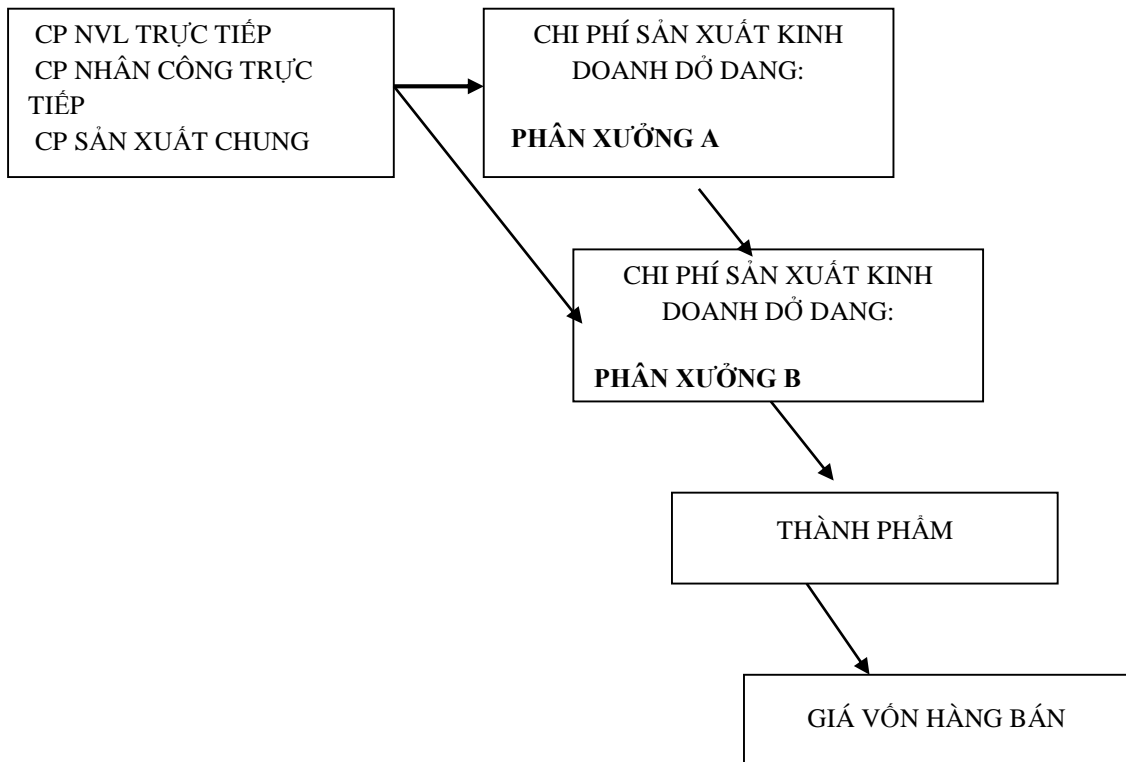 CP NVL TRỰC TIẾP
CP NHÂN CÔNG TRỰC
TIẾP
CP SẢN XUẤT CHUNG
CHI PHÍ SẢN XUẤT KINH
DOANH DỞ DANG:
PHÂN XƯỞNG A
CHI PHÍ SẢN XUẤT KINH
DOANH DỞ DANG:
PHÂN XƯỞNG B
THÀNH PHẨM
GIÁ VỐN HÀNG BÁN